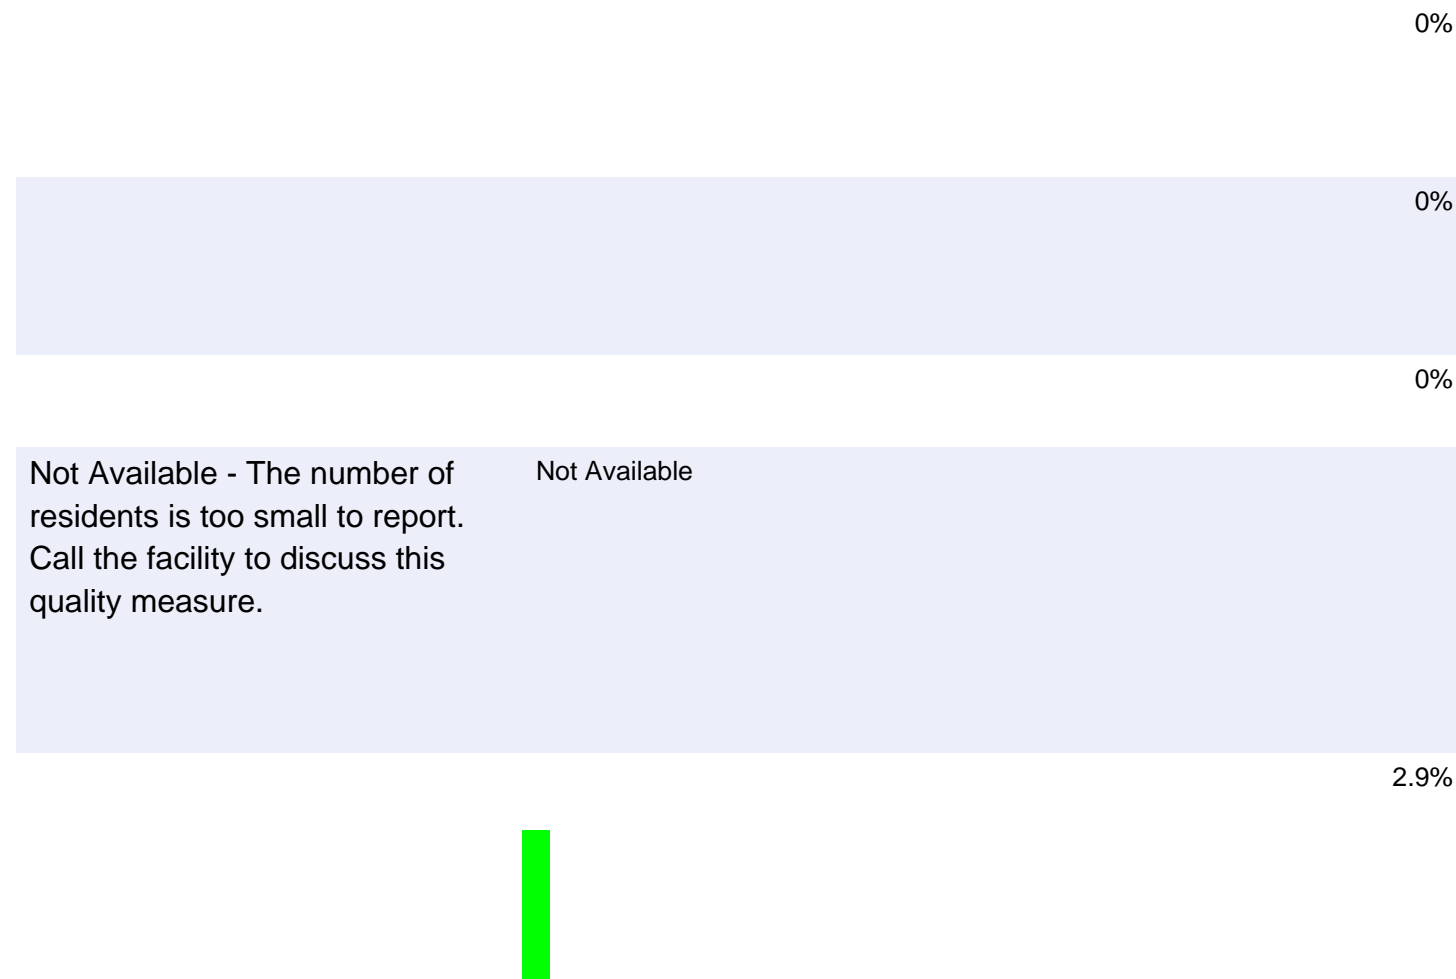 0%
0%
0%
Not Available - The number of
Not Available
residents is too small to report.
Call the facility to discuss this
quality measure.
2.9%